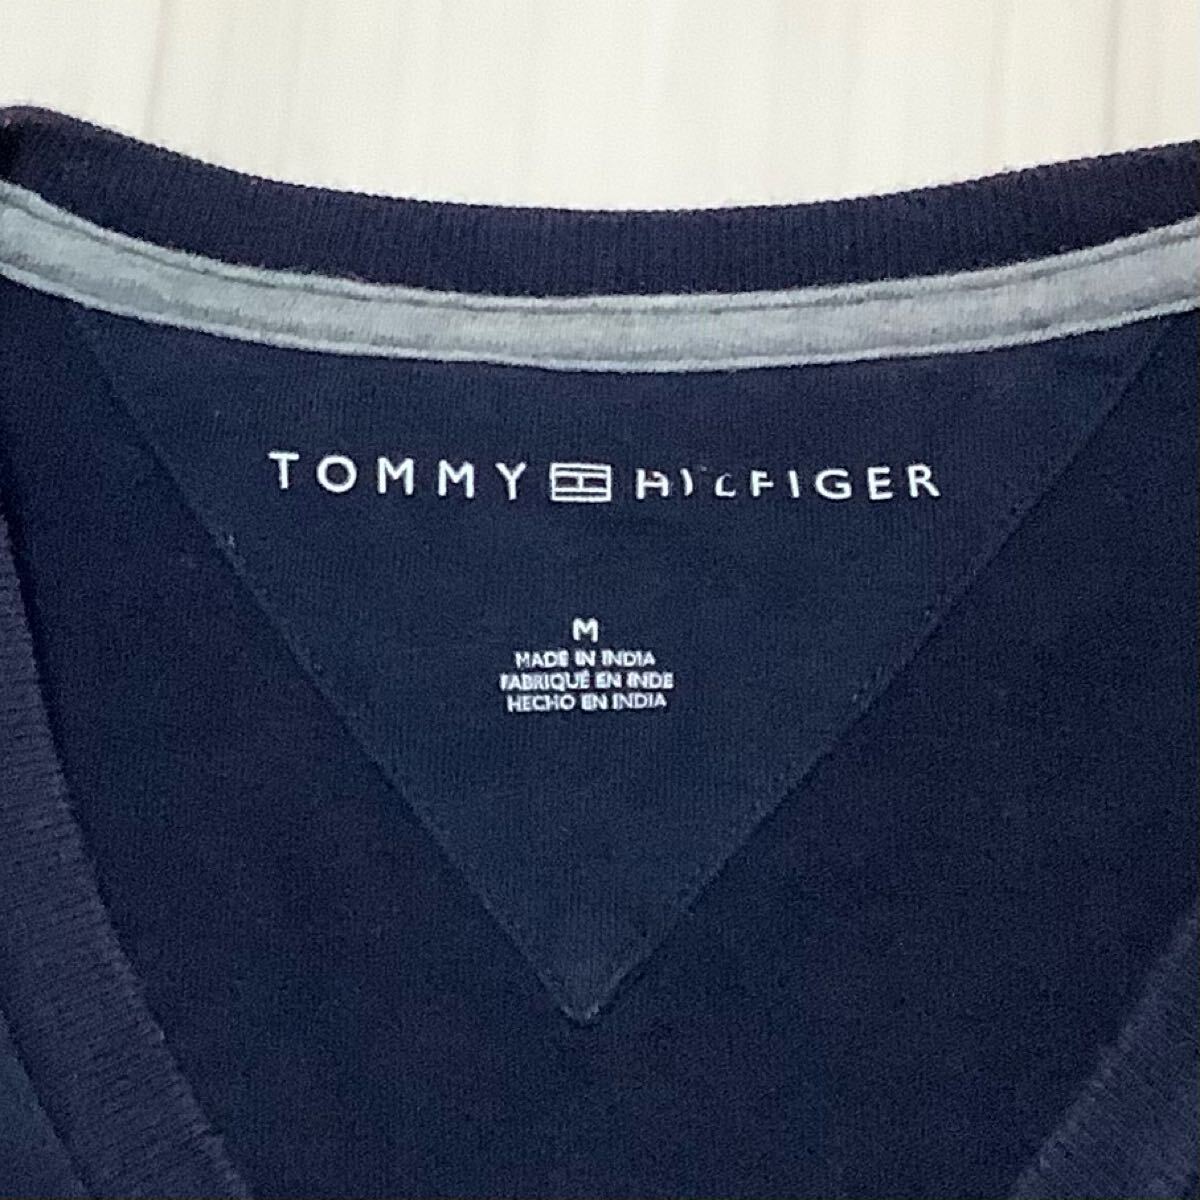 TOMMY HILFIGER
M
MADE IN INDIA
FABRIQUÉ EN INDE
HECHO EN INDIA